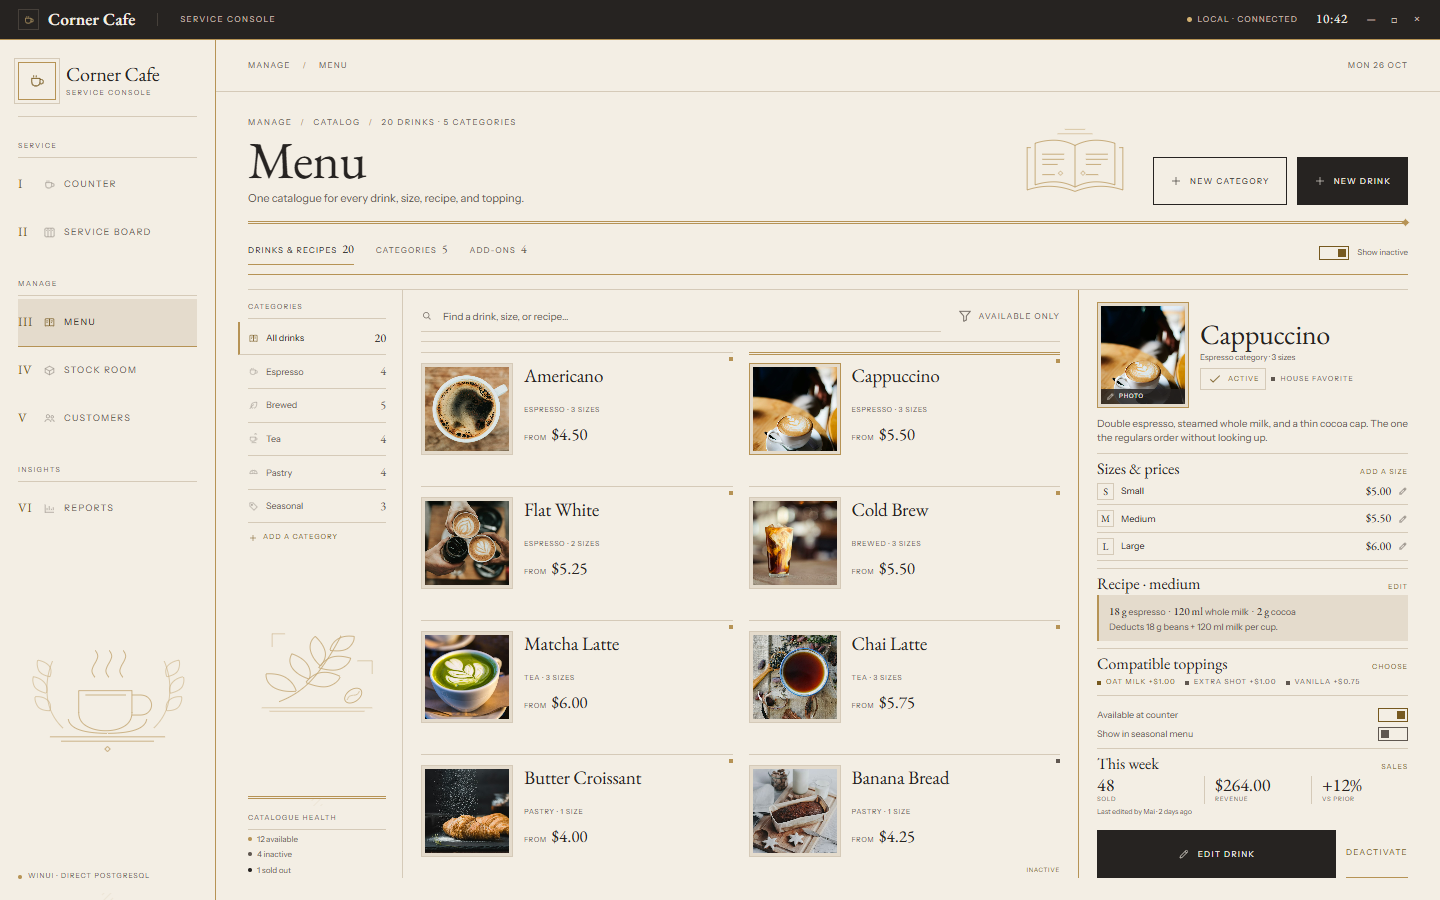 Corner Cafe
SERVICE CONSOLE
LOCAL · CONNECTED
10:42
Corner Cafe
SERVICE CONSOLE
SERVICE
I COUNTER
II SERVICE BOARD
MANAGE
III MENU
IV STOCK ROOM
V CUSTOMERS
INSIGHTS
VI REPORTS
WINUI · DIRECT POSTGRESQL
MANAGE / MENU
MON 26 OCT
MANAGE / CATALOG / 20 DRINKS · 5 CATEGORIES
Menu
One catalogue for every drink, size, recipe, and topping.
+ NEW CATEGORY
+ NEW DRINK
DRINKS & RECIPES 20
CATEGORIES 5
ADD-ONS 4
Show inactive
CATEGORIES
All drinks 20
Espresso 4
Brewed 5
Tea 4
Pastry 4
Seasonal 3
+ ADD A CATEGORY
CATALOGUE HEALTH
12 available
4 inactive
1 sold out
Find a drink, size, or recipe...
AVAILABLE ONLY
Americano
ESPRESSO · 3 SIZES
FROM $4.50
Cappuccino
ESPRESSO · 3 SIZES
FROM $5.50
Flat White
ESPRESSO · 2 SIZES
FROM $5.25
Cold Brew
BREWED · 3 SIZES
FROM $5.50
Matcha Latte
TEA · 3 SIZES
FROM $6.00
Chai Latte
TEA · 3 SIZES
FROM $5.75
Butter Croissant
PASTRY · 1 SIZE
FROM $4.00
Banana Bread
PASTRY · 1 SIZE
FROM $4.25
INACTIVE
PHOTO
Cappuccino
Espresso category · 3 sizes
ACTIVE
HOUSE FAVORITE
Double espresso, steamed whole milk, and a thin cocoa cap. The one
the regulars order without looking up.
Sizes & prices
ADD A SIZE
S Small $5.00
M Medium $5.50
L Large $6.00
Recipe · medium
EDIT
18 g espresso · 120 ml whole milk · 2 g cocoa
Deducts 18 g beans + 120 ml milk per cup.
Compatible toppings
CHOOSE
OAT MILK +$1.00
EXTRA SHOT +$1.00
VANILLA +$0.75
Available at counter
Show in seasonal menu
This week
SALES
48
SOLD
$264.00
REVENUE
+12%
VS PRIOR
Last edited by Mai · 2 days ago
EDIT DRINK
DEACTIVATE